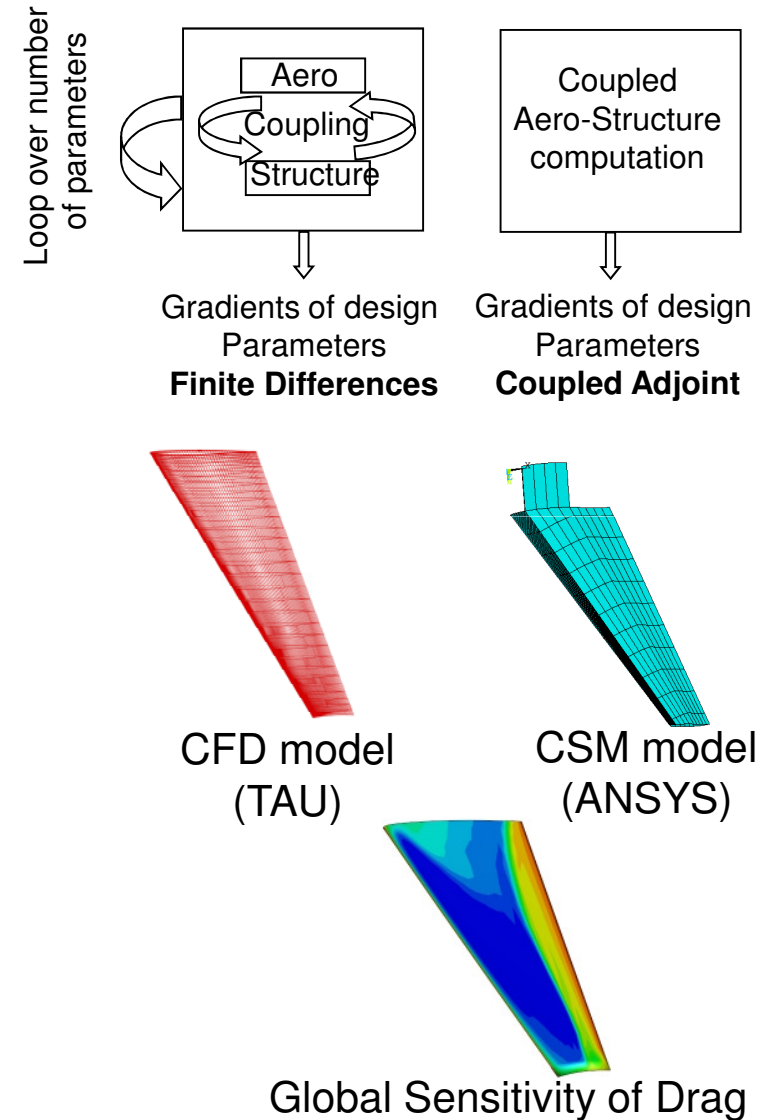 Loop over number
of parameters
Aero
Coupling
Structure
Coupled
Aero-Structure
computation
Gradients of design
Parameters
Finite Differences
Gradients of design
Parameters
Coupled Adjoint
CFD model
(TAU)
CSM model
(ANSYS)
Global Sensitivity of Drag